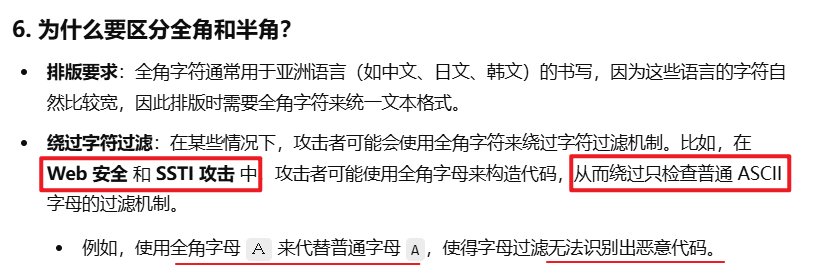 6. 为什么要区分全角和半角？
• 排版要求：全角字符通常用于亚洲语言（如中文、日文、韩文）的书写，因为这些语言的字符自
然比较宽，因此排版时需要全角字符来统一文本格式。
• 绕过字符过滤：在某些情况下，攻击者可能会使用全角字符来绕过字符过滤机制。比如，在
Web 安全 和 SSTI 攻击 中，攻击者可能使用全角字母来构造代码，从而绕过只检查普通 ASCII
字母的过滤机制。
• 例如，使用全角字母 Ａ 来代替普通字母 A，使得字母过滤无法识别出恶意代码。